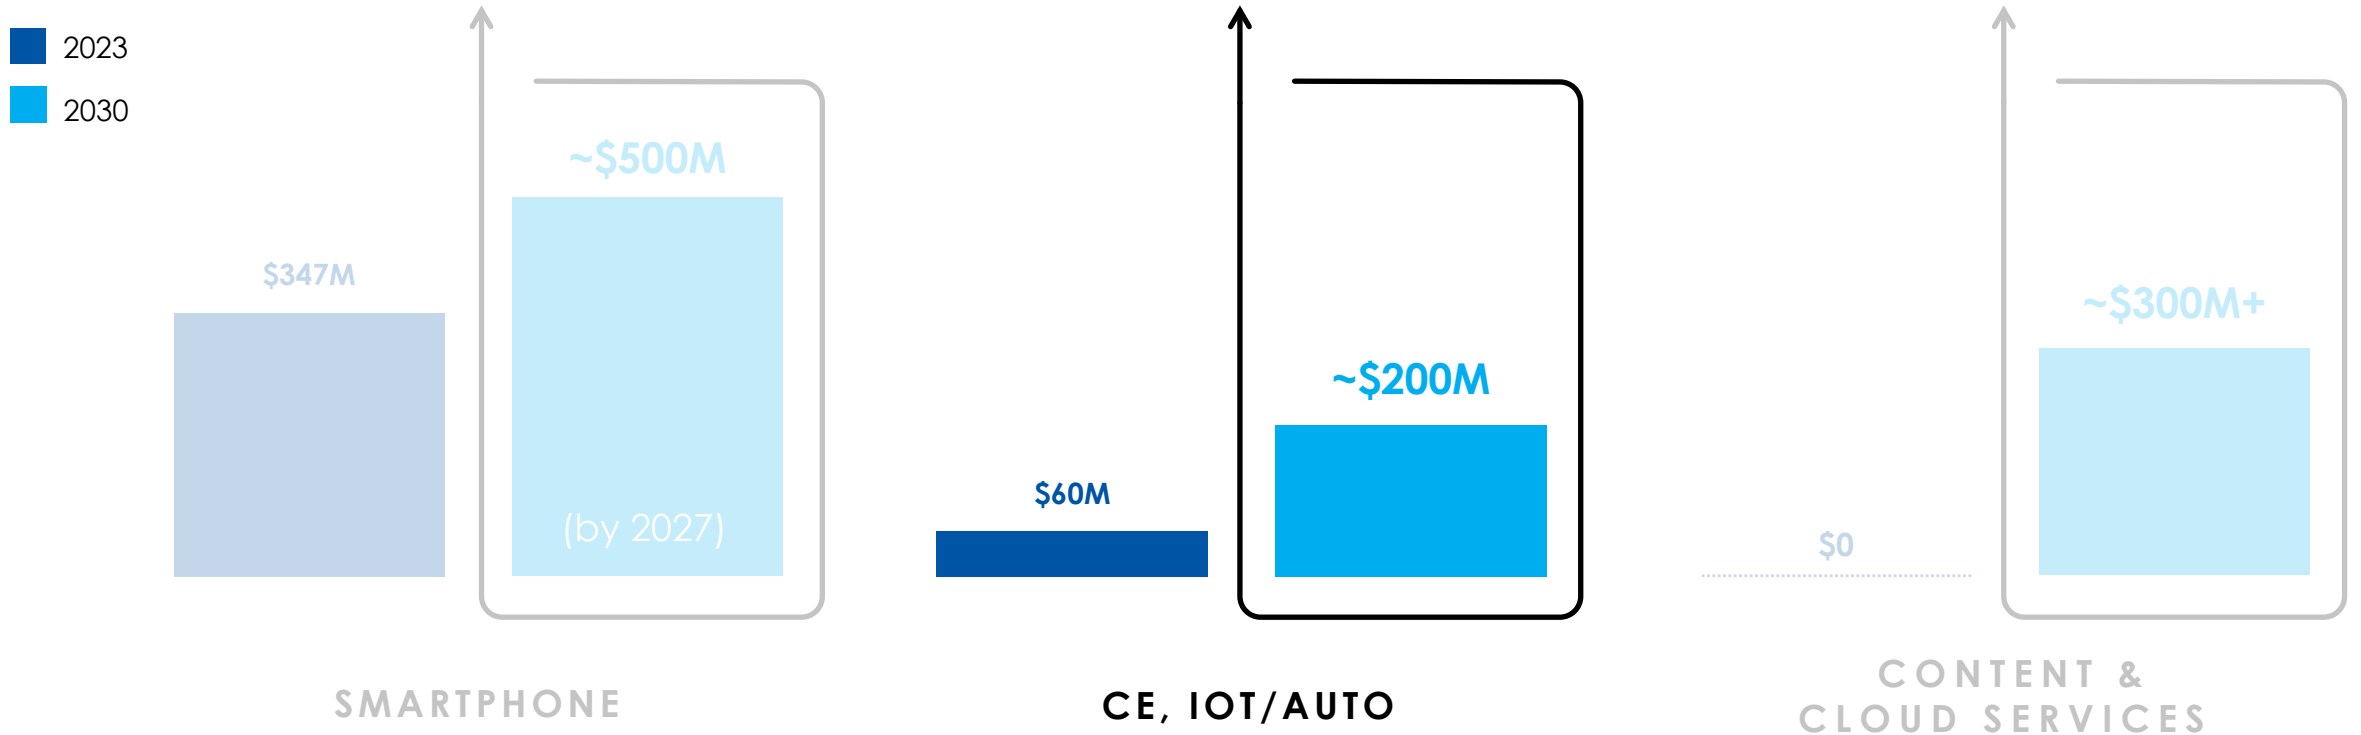 2023
2030
~$500M
$347M
(by 2027)
SMARTPHONE
~$200M
$60M
CE, IOT/AUTO
~$300M+
$0
CONTENT &
CLOUD SERVICES